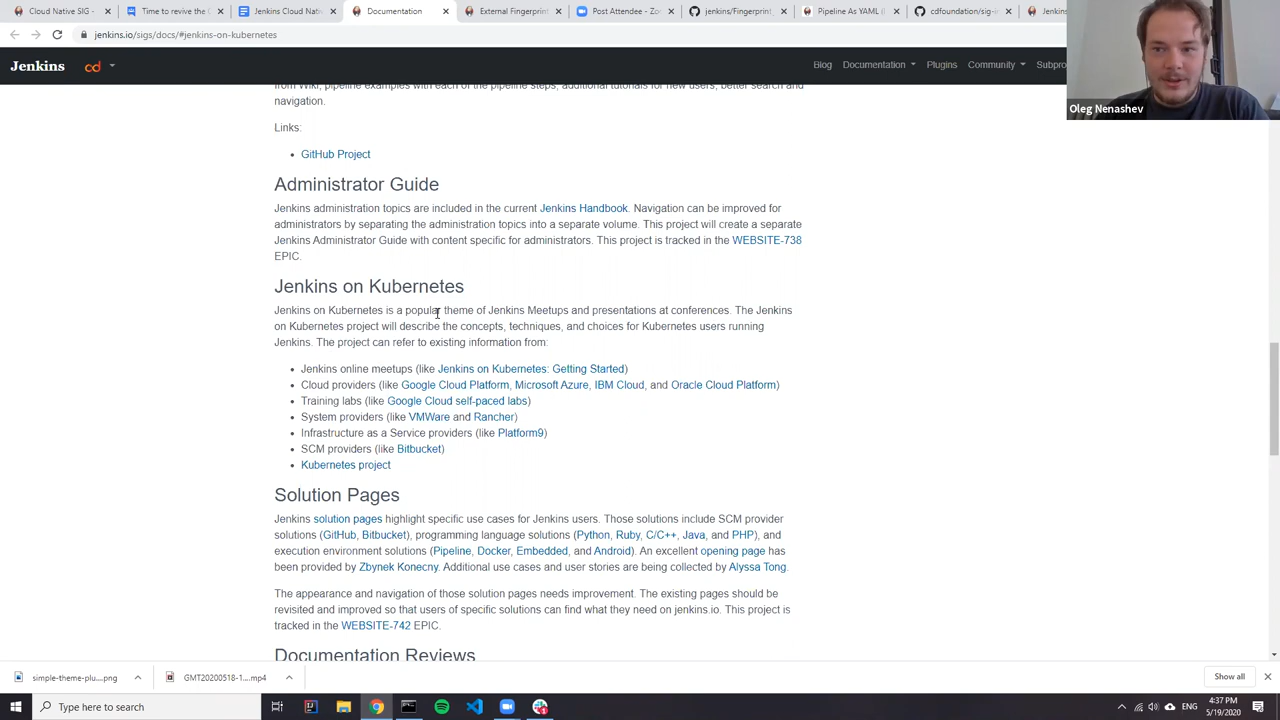 Cloud Native SIG -
Time to revive the C
Jenkins Cloud Nativ
Documentation
External Fingerprint
Post Attendee - Zo
jenkins/Fingerprint
Pipeline As YAML (
cdfoundation/sig-i
Jenkins
jenkins.io/sigs/docs/#jenkins-on-kubernetes
Jenkins
cd
Blog
Documentation
Plugins
Community
Subpro
Oleg Nenashev
from Wiki, pipeline examples with each of the pipeline steps, additional tutorials for new users, better search and
navigation.
Links:
GitHub Project
Administrator Guide
Jenkins administration topics are included in the current Jenkins Handbook. Navigation can be improved for
administrators by separating the administration topics into a separate volume. This project will create a separate
Jenkins Administrator Guide with content specific for administrators. This project is tracked in the WEBSITE-738
EPIC.
Jenkins on Kubernetes
Jenkins on Kubernetes is a popular theme of Jenkins Meetups and presentations at conferences. The Jenkins
on Kubernetes project will describe the concepts, techniques, and choices for Kubernetes users running
Jenkins. The project can refer to existing information from:
Jenkins online meetups (like Jenkins on Kubernetes: Getting Started)
Cloud providers (like Google Cloud Platform, Microsoft Azure, IBM Cloud, and Oracle Cloud Platform)
Training labs (like Google Cloud self-paced labs)
System providers (like VMWare and Rancher)
Infrastructure as a Service providers (like Platform9)
SCM providers (like Bitbucket)
Kubernetes project
Solution Pages
Jenkins solution pages highlight specific use cases for Jenkins users. Those solutions include SCM provider
solutions (GitHub, Bitbucket), programming language solutions (Python, Ruby, C/C++, Java, and PHP), and
execution environment solutions (Pipeline, Docker, Embedded, and Android). An excellent opening page has
been provided by Zbynek Konecny. Additional use cases and user stories are being collected by Alyssa Tong.
The appearance and navigation of those solution pages needs improvement. The existing pages should be
revisited and improved so that users of specific solutions can find what they need on jenkins.io. This project is
tracked in the WEBSITE-742 EPIC.
Documentation Reviews
simple-theme-plu....png
GMT20200518-1....mp4
Show all
Type here to search
ENG
4:37 PM
5/19/2020